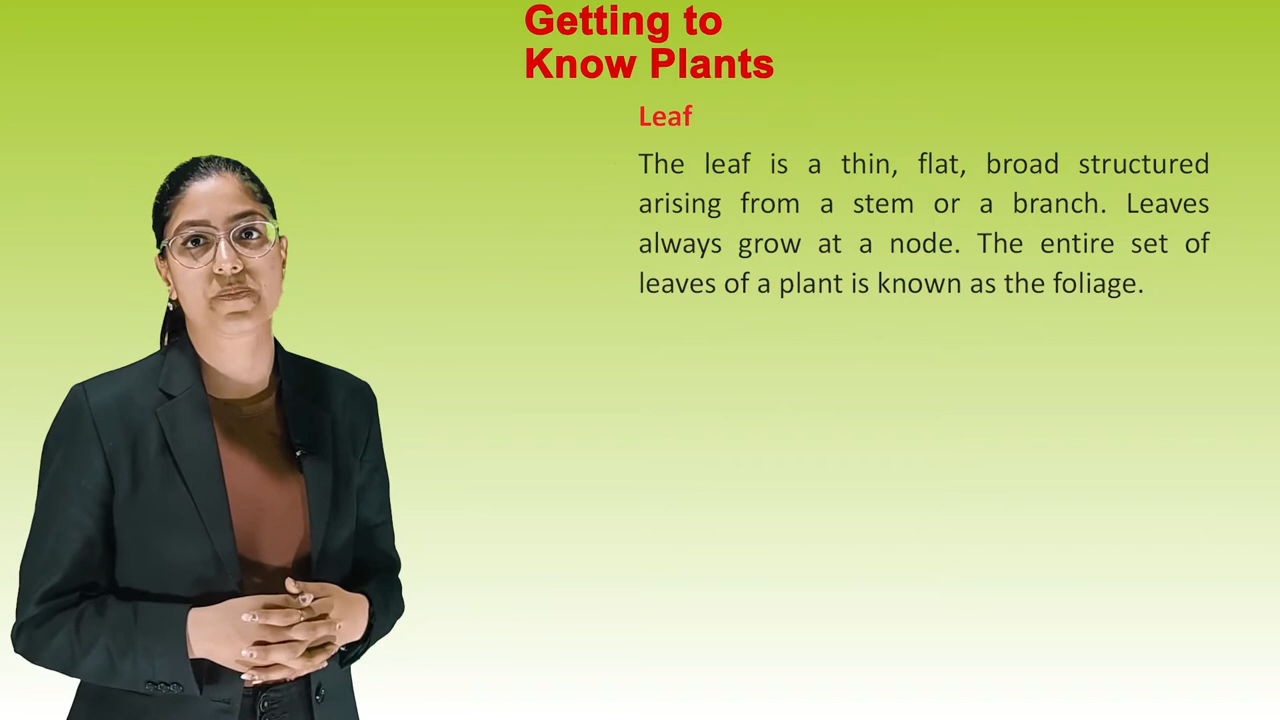 Getting to
Know Plants
Leaf
The leaf is a thin, flat, broad structured
arising from a stem or a branch. Leaves
always grow at a node. The entire set of
leaves of a plant is known as the foliage.